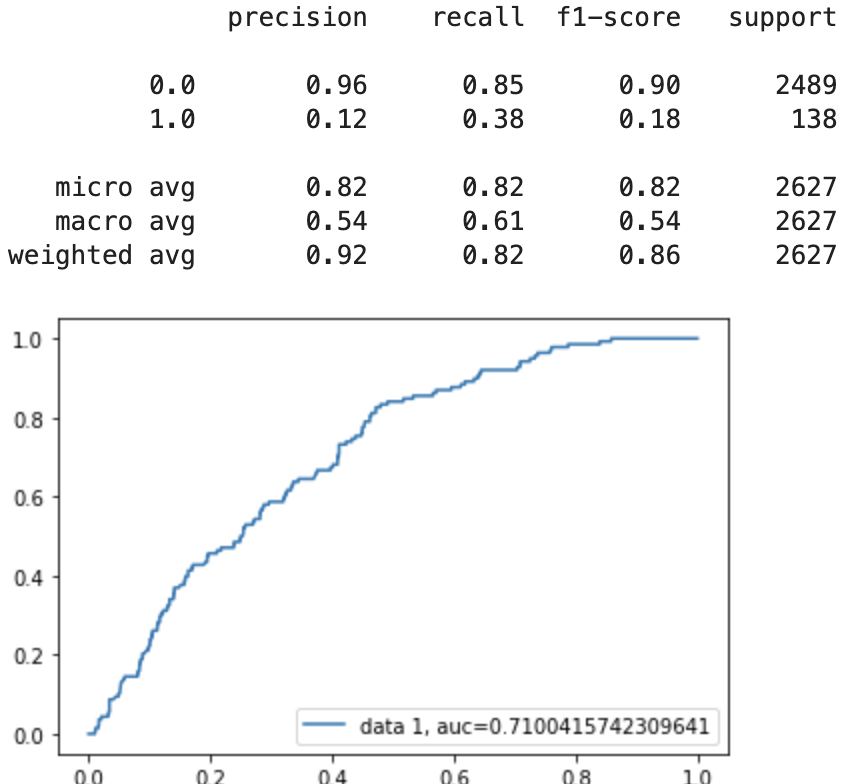 precision recall f1-score support
0.0 0.96 0.85 0.90 2489
1.0 0.12 0.38 0.18 138
micro avg 0.82 0.82 0.82 2627
macro avg 0.54 0.61 0.54 2627
weighted avg 0.92 0.82 0.86 2627
1.0
0.8
0.6
0.4
0.2
0.0
data 1, auc=0.7100415742309641
0.0 0.2 0.4 0.6 0.8 1.0